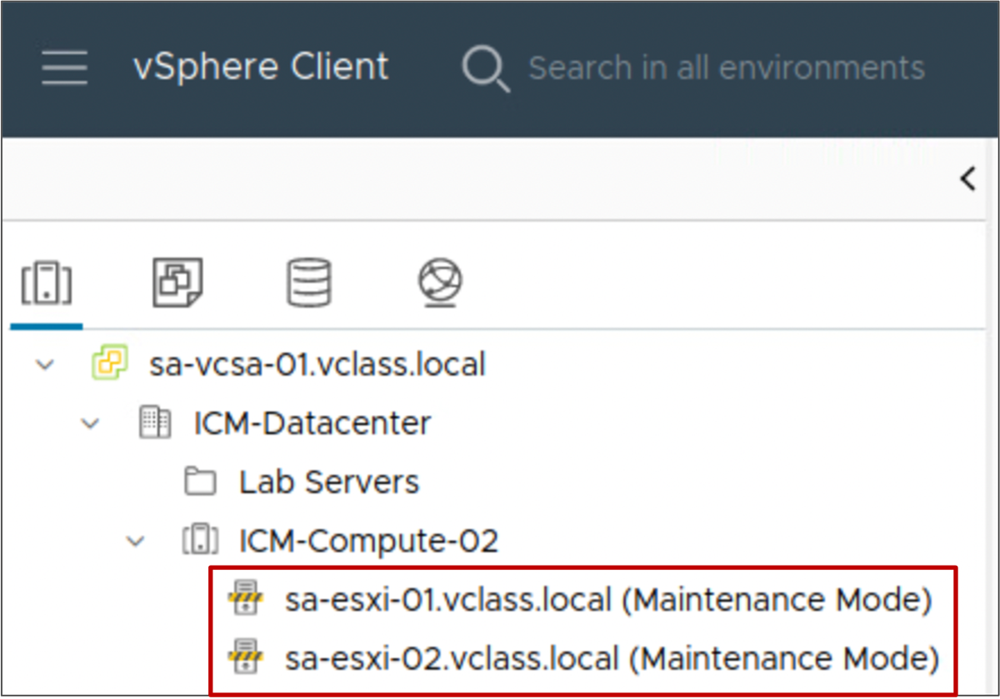 vSphere Client
Search in all environments
sa-vcsa-01.vclass.local
ICM-Datacenter
Lab Servers
ICM-Compute-02
sa-esxi-01.vclass.local (Maintenance Mode)
sa-esxi-02.vclass.local (Maintenance Mode)